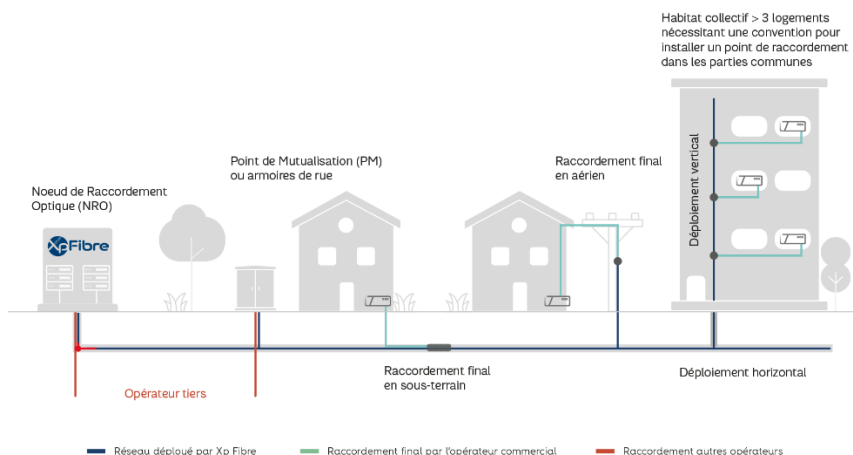 Habitat collectif > 3 logements
nécessitant une convention pour
installer un point de raccordement
dans les parties communes
Point de Mutualisation (PM)
ou armoires de rue
Raccordement final
en aérien
Noeud de Raccordement
Optique (NRO)
XpFibre
Déploiement vertical
Raccordement final
en sous-terrain
Déploiement horizontal
Opérateur tiers
Réseau déployé par Xp Fibre
Raccordement final par l'opérateur commercial
Raccordement autres opérateurs